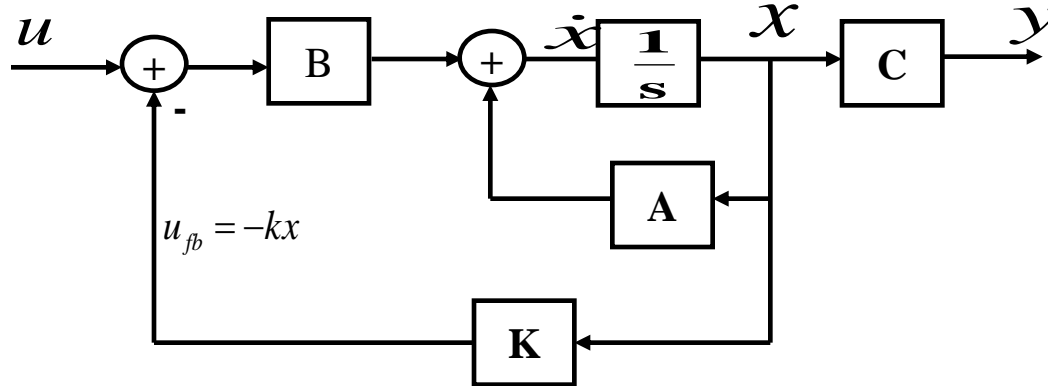 u
+
-
B
+
ẋ
1
s
x
C
y
A
u_fb = -kx
K